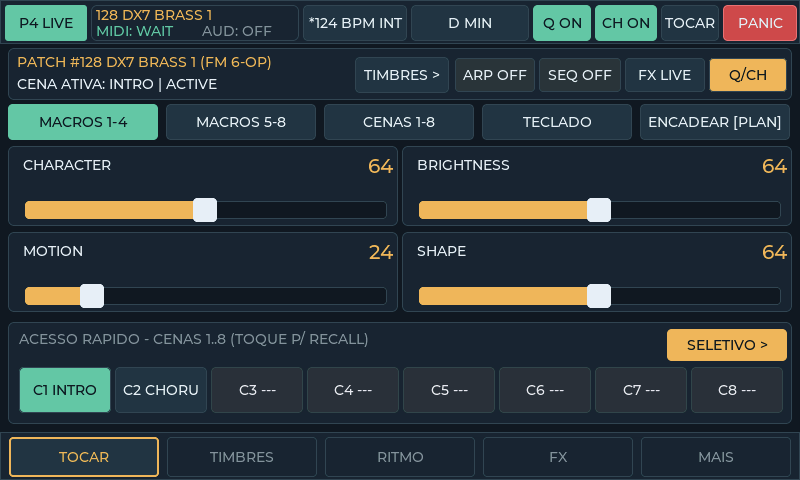 P4 LIVE
128 DX7 BRASS 1
MIDI: WAIT AUD: OFF
*124 BPM INT
D MIN
Q ON
CH ON
TOCAR
PANIC
PATCH #128 DX7 BRASS 1 (FM 6-OP)
CENA ATIVA: INTRO | ACTIVE
TIMBRES >
ARP OFF
SEQ OFF
FX LIVE
Q/CH
MACROS 1-4
MACROS 5-8
CENAS 1-8
TECLADO
ENCADEAR [PLAN]
CHARACTER 64
BRIGHTNESS 64
MOTION 24
SHAPE 64
ACESSO RAPIDO - CENAS 1..8 (TOQUE P/ RECALL)
SELETIVO >
C1 INTRO
C2 CHORU
C3 ---
C4 ---
C5 ---
C6 ---
C7 ---
C8 ---
TOCAR
TIMBRES
RITMO
FX
MAIS